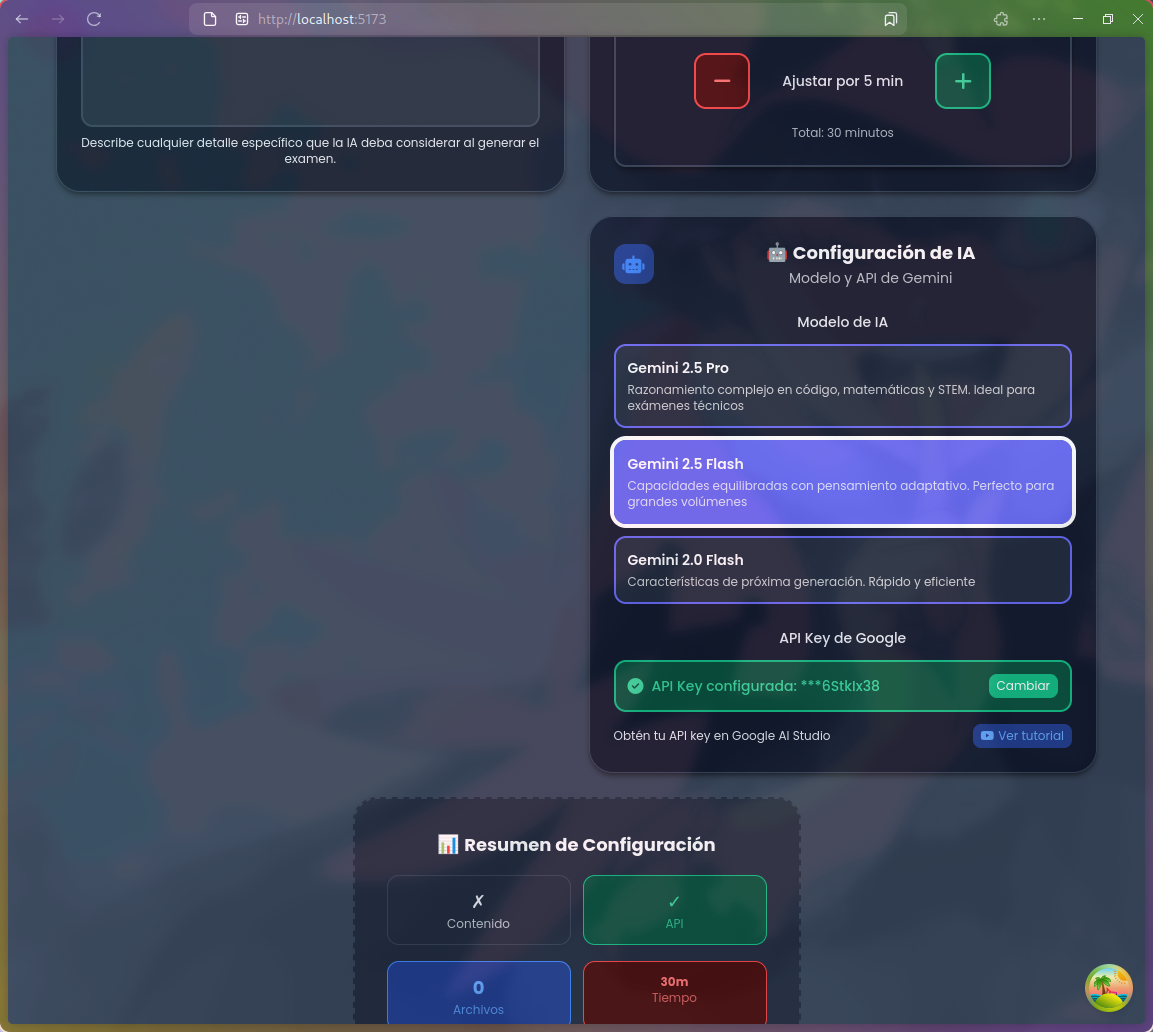 http://localhost:5173
Describe cualquier detalle específico que la IA deba considerar al generar el
examen.
Ajustar por 5 min
Total: 30 minutos
🤖 Configuración de IA
Modelo y API de Gemini
Modelo de IA
Gemini 2.5 Pro
Razonamiento complejo en código, matemáticas y STEM. Ideal para
exámenes técnicos
Gemini 2.5 Flash
Capacidades equilibradas con pensamiento adaptativo. Perfecto para
grandes volúmenes
Gemini 2.0 Flash
Características de próxima generación. Rápido y eficiente
API Key de Google
API Key configurada: ***6StkIx38
Cambiar
Obtén tu API key en Google AI Studio
Ver tutorial
📊 Resumen de Configuración
✗
Contenido
✓
API
0
Archivos
30m
Tiempo